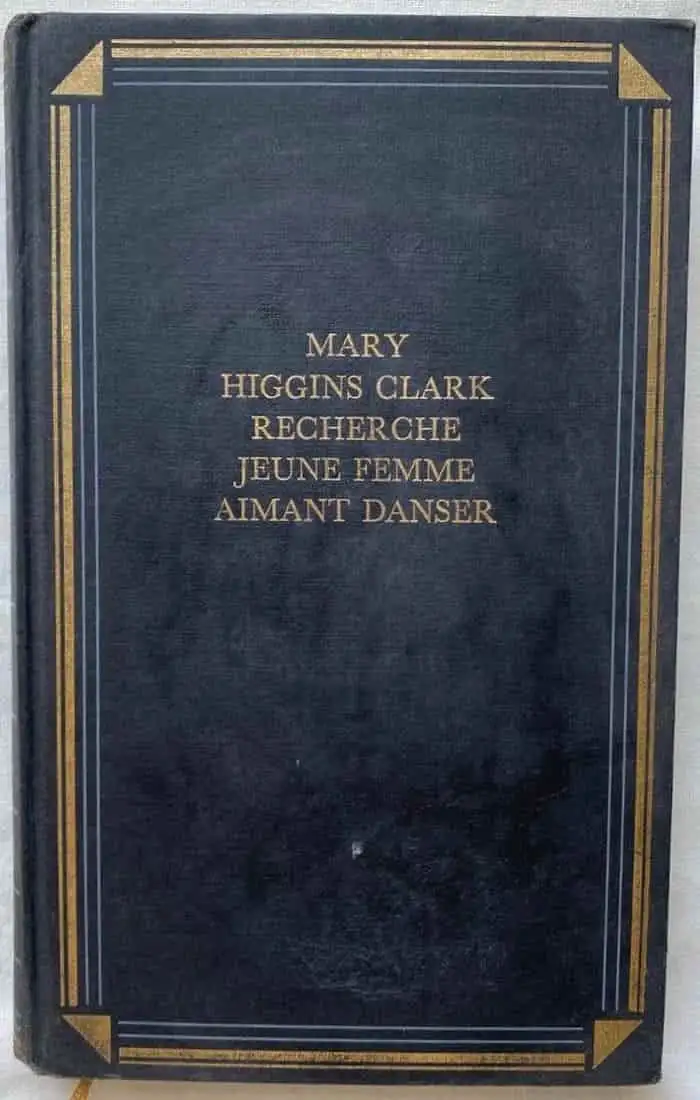 MARY
HIGGINS CLARK
RECHERCHE
JEUNE FEMME
AIMANT DANSER